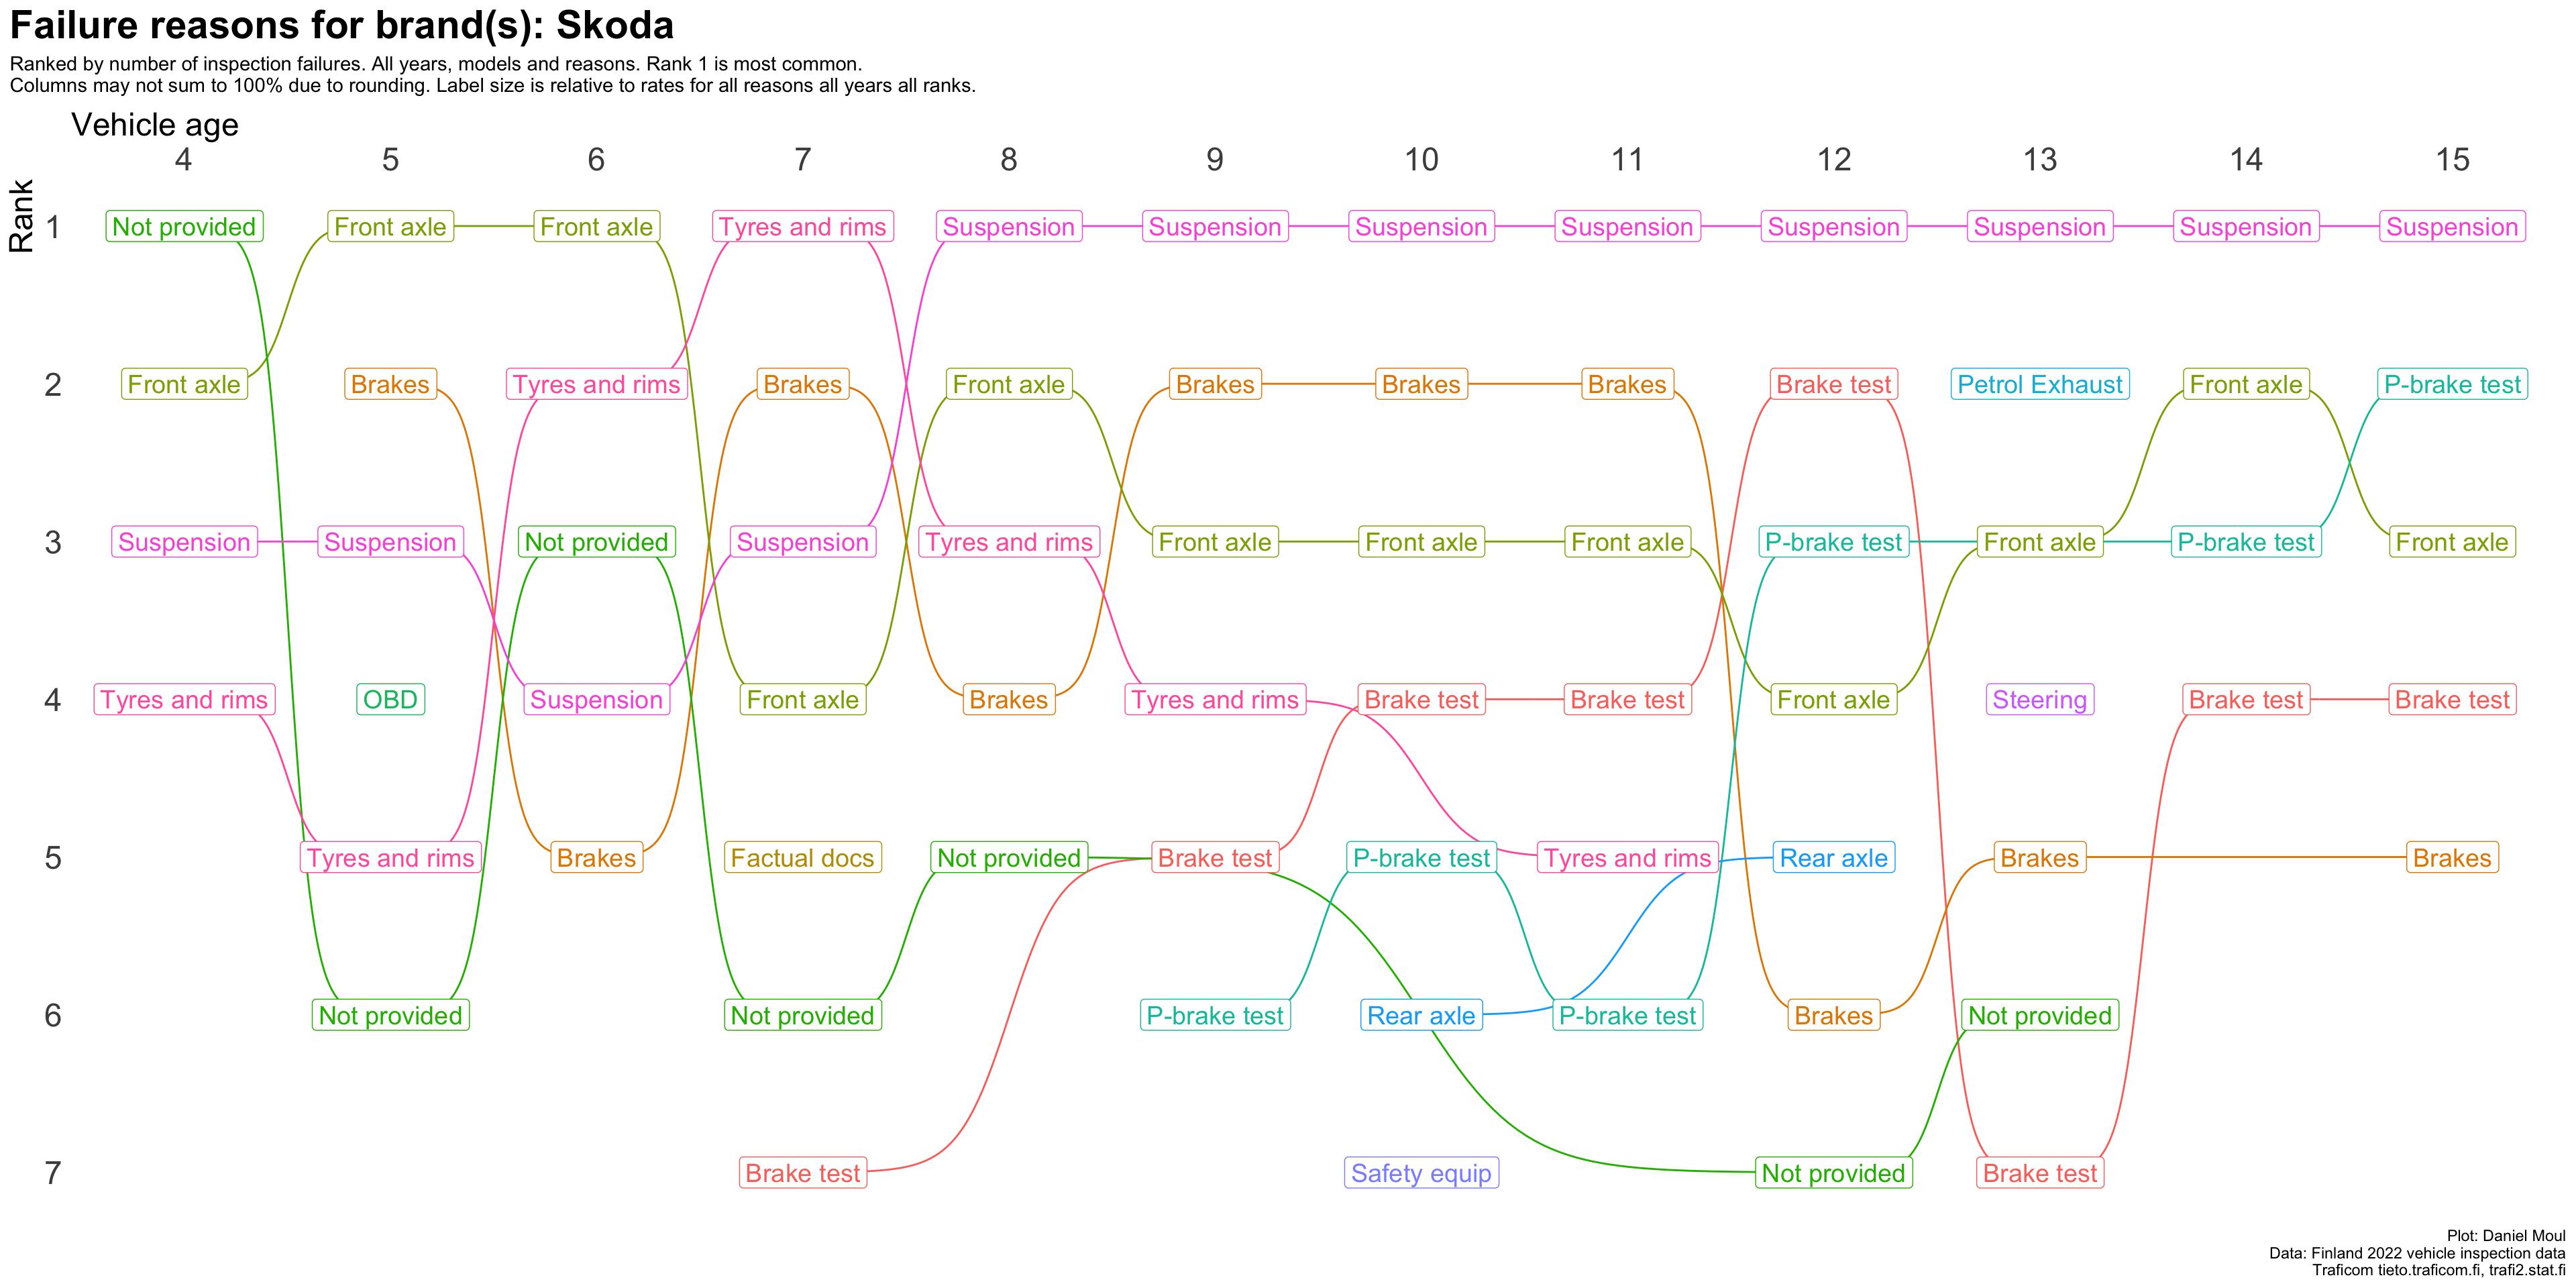 Failure reasons for brand(s): Skoda
Ranked by number of inspection failures. All years, models and reasons. Rank 1 is most common.
Columns may not sum to 100% due to rounding. Label size is relative to rates for all reasons all years all ranks.
Vehicle age
4 5 6 7 8 9 10 11 12 13 14 15
Rank
1 Not provided Front axle Front axle Tyres and rims Suspension Suspension Suspension Suspension Suspension Suspension Suspension Suspension
2 Front axle Brakes Tyres and rims Brakes Front axle Brakes Brakes Brakes Brake test Petrol Exhaust Front axle P-brake test
3 Suspension Suspension Not provided Suspension Tyres and rims Front axle Front axle Front axle P-brake test Front axle P-brake test Front axle
4 Tyres and rims OBD Suspension Front axle Brakes Tyres and rims Brake test Brake test Front axle Steering Brake test Brake test
5 Tyres and rims Brakes Factual docs Not provided Brake test P-brake test Tyres and rims Rear axle Brakes Brakes
6 Not provided Not provided P-brake test Rear axle P-brake test Brakes Not provided
7 Brake test Safety equip Not provided Brake test
Plot: Daniel Moul
Data: Finland 2022 vehicle inspection data
Traficom tieto.traficom.fi, trafi2.stat.fi